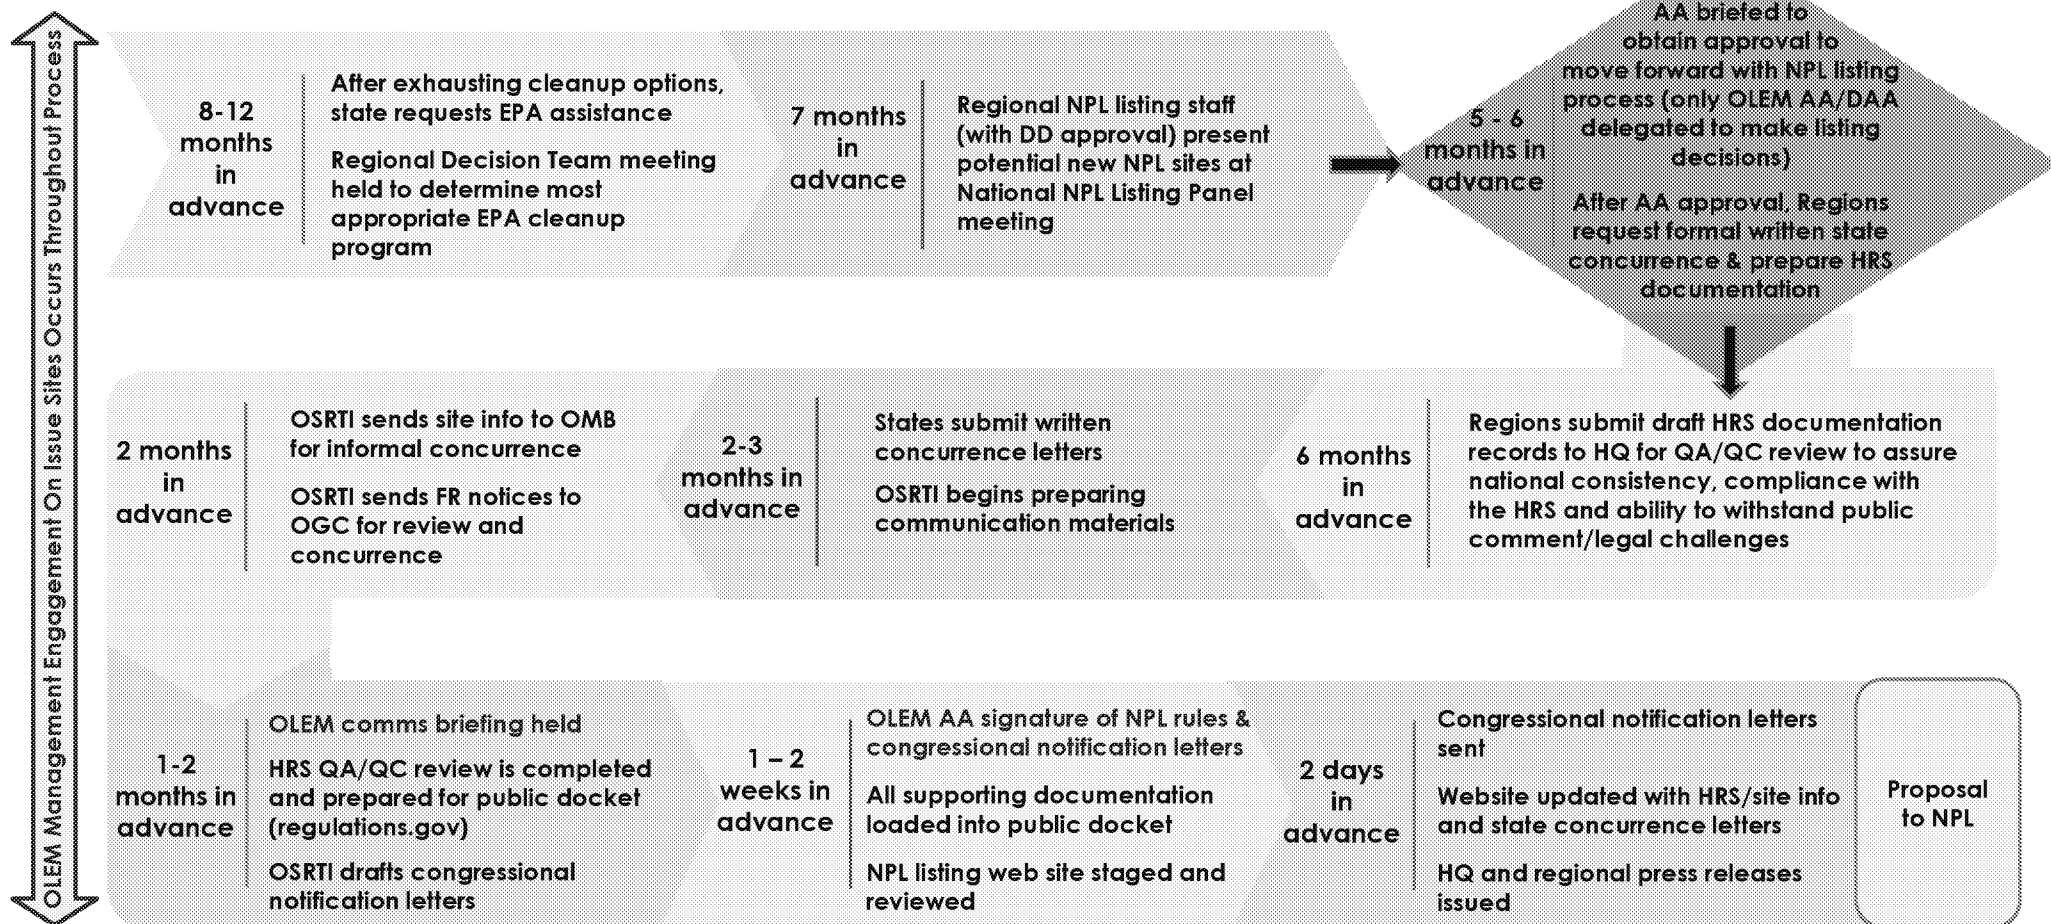 OLEM Management Engagement On Issue Sites Occurs Throughout Process
8-12
months
in
advance
After exhausting cleanup options,
state requests EPA assistance
Regional Decision Team meeting
held to determine most
appropriate EPA cleanup
program
7 months
in
advance
Regional NPL listing staff
(with DD approval) present
potential new NPL sites at
National NPL Listing Panel
meeting
5 - 6
months in
advance
AA briefed to
obtain approval to
move forward with NPL listing
process (only OLEM AA/DAA
delegated to make listing
decisions)
After AA approval, Regions
request formal written state
concurrence & prepare HRS
documentation
6 months
in
advance
Regions submit draft HRS documentation
records to HQ for QA/QC review to assure
national consistency, compliance with
the HRS and ability to withstand public
comment/legal challenges
2-3
months in
advance
States submit written
concurrence letters
OSRTI begins preparing
communication materials
2 months
in
advance
OSRTI sends site info to OMB
for informal concurrence
OSRTI sends FR notices to
OGC for review and
concurrence
1-2
months in
advance
OLEM comms briefing held
HRS QA/QC review is completed
and prepared for public docket
(regulations.gov)
OSRTI drafts congressional
notification letters
1 – 2
weeks in
advance
OLEM AA signature of NPL rules &
congressional notification letters
All supporting documentation
loaded into public docket
NPL listing web site staged and
reviewed
2 days
in
advance
Congressional notification letters
sent
Website updated with HRS/site info
and state concurrence letters
HQ and regional press releases
issued
Proposal
to NPL